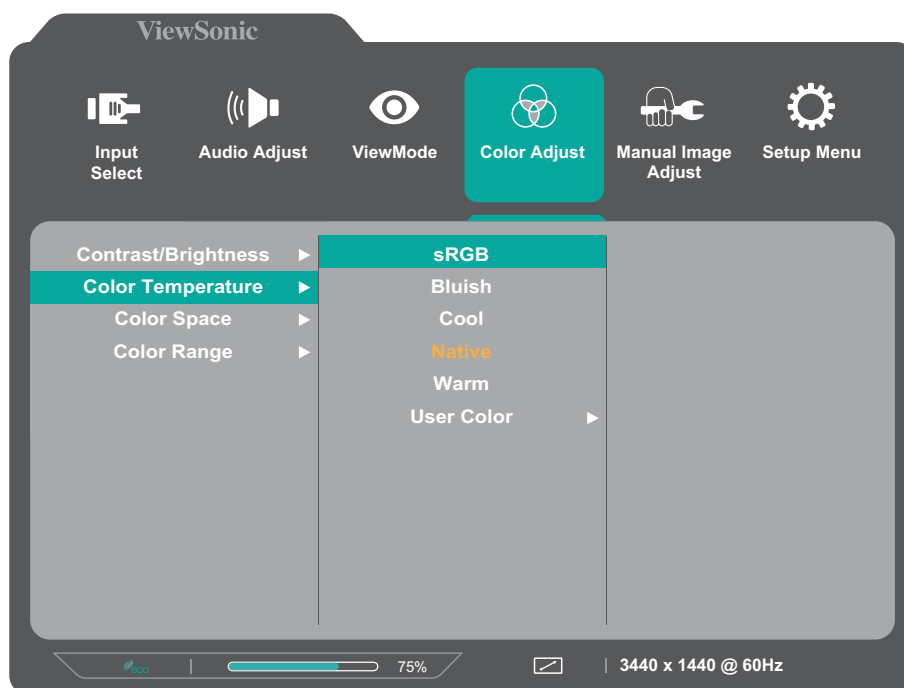 ViewSonic
Input Select
Audio Adjust
ViewMode
Color Adjust
Manual Image Adjust
Setup Menu
Contrast/Brightness
Color Temperature
Color Space
Color Range
sRGB
Bluish
Cool
Native
Warm
User Color
eco
75%
3440 x 1440 @ 60Hz